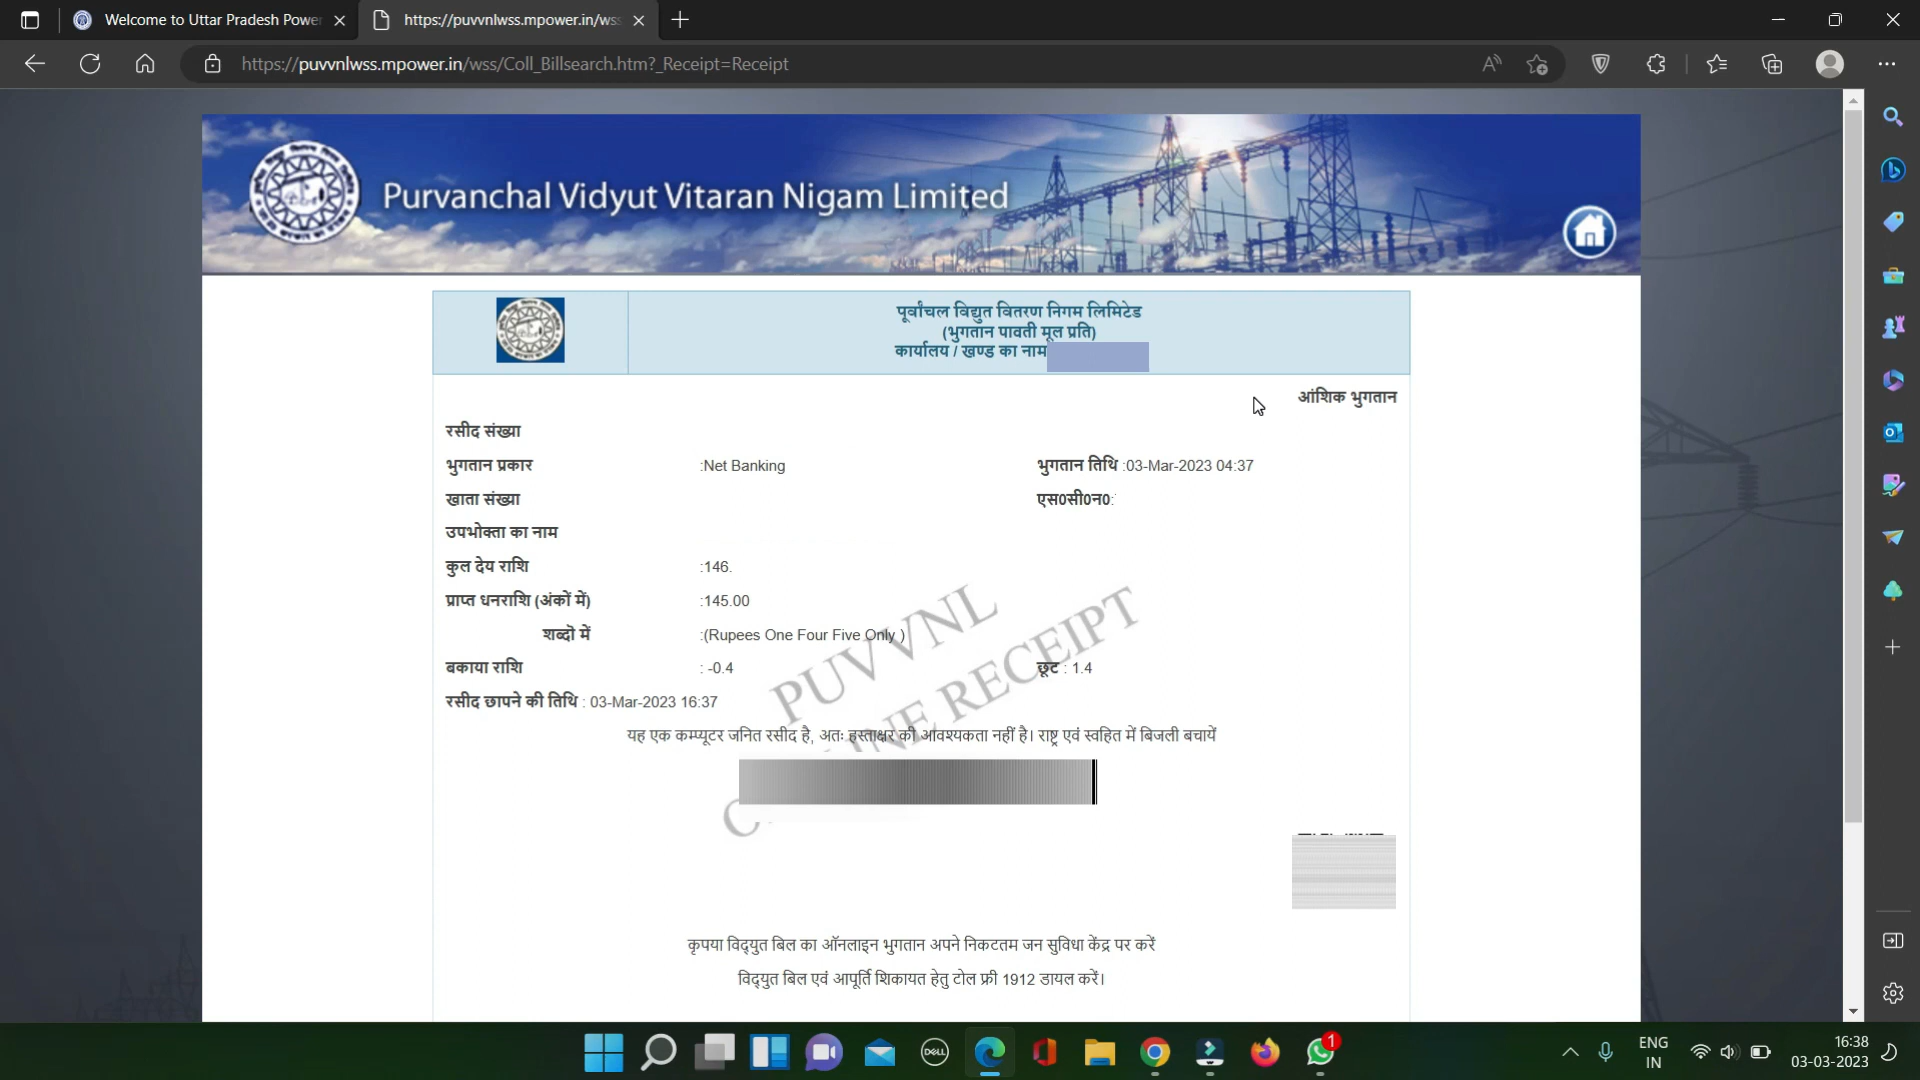 Welcome to Uttar Pradesh Powe
https://puvvnlwss.mpower.in/wss
https://puvvnlwss.mpower.in/wss/Coll_Billsearch.htm?_Receipt=Receipt
Purvanchal Vidyut Vitaran Nigam Limited
पूर्वांचल विद्युत वितरण निगम लिमिटेड
(भुगतान पावती मूल प्रति)
कार्यालय / खण्ड का नाम
आंशिक भुगतान
रसीद संख्या
भुगतान प्रकार :Net Banking भुगतान तिथि :03-Mar-2023 04:37
खाता संख्या एस0सी0न0:
उपभोक्ता का नाम
कुल देय राशि :146.
प्राप्त धनराशि (अंकों में) :145.00
शब्दों में :(Rupees One Four Five Only )
बकाया राशि : -0.4 छूट : 1.4
रसीद छापने की तिथि : 03-Mar-2023 16:37
PUVVNL
RECEIPT
यह एक कम्प्यूटर जनित रसीद है, अतः हस्ताक्षर की आवश्यकता नहीं है। राष्ट्र एवं स्वहित में बिजली बचायें
कृपया विद्युत बिल का ऑनलाइन भुगतान अपने निकटतम जन सुविधा केंद्र पर करें
विद्युत बिल एवं आपूर्ति शिकायत हेतु टोल फ्री 1912 डायल करें।
DELL
1
ENG
IN
16:38
03-03-2023